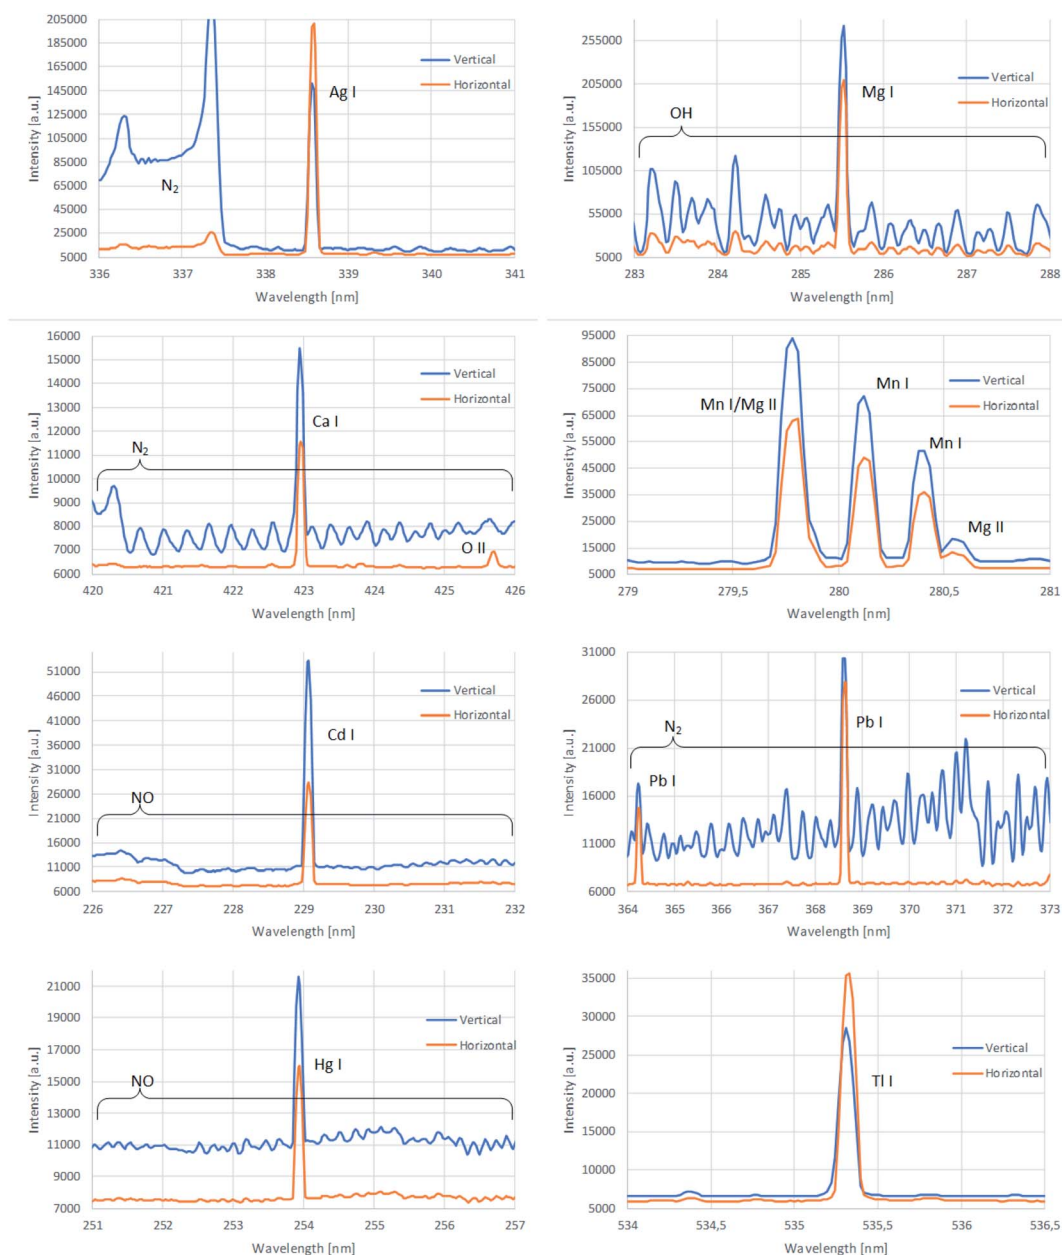 205000
185000
165000
145000
125000
105000
85000
65000
45000
25000
5000
Intensity [a.u.]
Vertical
Horizontal
Ag I
N₂
336 337 338 339 340 341
Wavelength [nm]
255000
205000
155000
105000
55000
5000
Intensity [a.u.]
Vertical
Horizontal
Mg I
OH
283 284 285 286 287 288
Wavelength [nm]
16000
15000
14000
13000
12000
11000
10000
9000
8000
7000
6000
Intensity [a.u.]
Vertical
Horizontal
Ca I
N₂
O II
420 421 422 423 423 424 425 426 426
Wavelength [nm]
95000
75000
55000
35000
15000
5000
Intensity [a.u.]
Vertical
Horizontal
Mn I/Mg II
Mn I
Mn I
Mg II
279 279,5 280 280,5 281
Wavelength [nm]
51000
46000
41000
36000
31000
26000
21000
16000
11000
6000
Intensity [a.u.]
Vertical
Horizontal
Cd I
NO
226 227 228 229 230 231 232
Wavelength [nm]
31000
26000
21000
16000
11000
6000
Intensity [a.u.]
Vertical
Horizontal
N₂
Pb I
Pb I
364 365 366 366 367 368 369 370 371 372 373
Wavelength [nm]
21000
19000
17000
15000
13000
11000
9000
7000
Intensity [a.u.]
Vertical
Horizontal
Hg I
NO
251 252 253 254 255 256 257
Wavelength [nm]
35000
30000
25000
20000
15000
10000
5000
Intensity [a.u.]
Vertical
Horizontal
Tl I
534 534,5 535 535,5 536 536,5
Wavelength [nm]